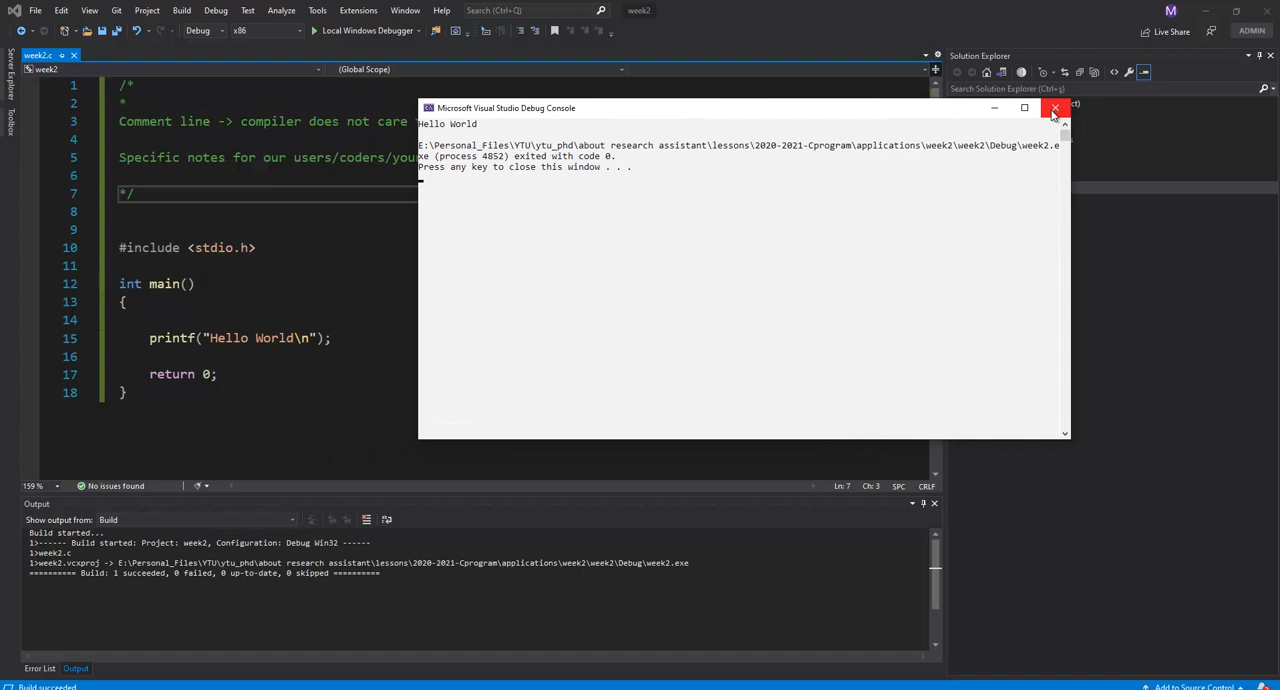 File Edit View Git Project Build Debug Test Analyze Tools Extensions Window Help Search (Ctrl+Q) week2 M
Debug x86 Local Windows Debugger Live Share ADMIN
week2.c
week2 (Global Scope)
Server Explorer
Toolbox
1 /*
2 *
3 Comment line -> compiler does not care
4
5 Specific notes for our users/coders/you
6
7 */
8
9
10 #include <stdio.h>
11
12 int main()
13 {
14
15 printf("Hello World\n");
16
17 return 0;
18 }
Microsoft Visual Studio Debug Console
Hello World
E:\Personal_Files\YTU\ytu_phd\about research assistant\lessons\2020-2021-Cprogram\applications\week2\week2\Debug\week2.e
xe (process 4852) exited with code 0.
Press any key to close this window . . .
Solution Explorer
Search Solution Explorer (Ctrl+ş)
ct)
159 % No issues found Ln: 7 Ch: 3 SPC CRLF
Output
Show output from: Build
Build started...
1>------ Build started: Project: week2, Configuration: Debug Win32 ------
1>week2.c
1>week2.vcxproj -> E:\Personal_Files\YTU\ytu_phd\about research assistant\lessons\2020-2021-Cprogram\applications\week2\week2\Debug\week2.exe
========== Build: 1 succeeded, 0 failed, 0 up-to-date, 0 skipped ==========
Error List Output
Build succeeded Add to Source Control